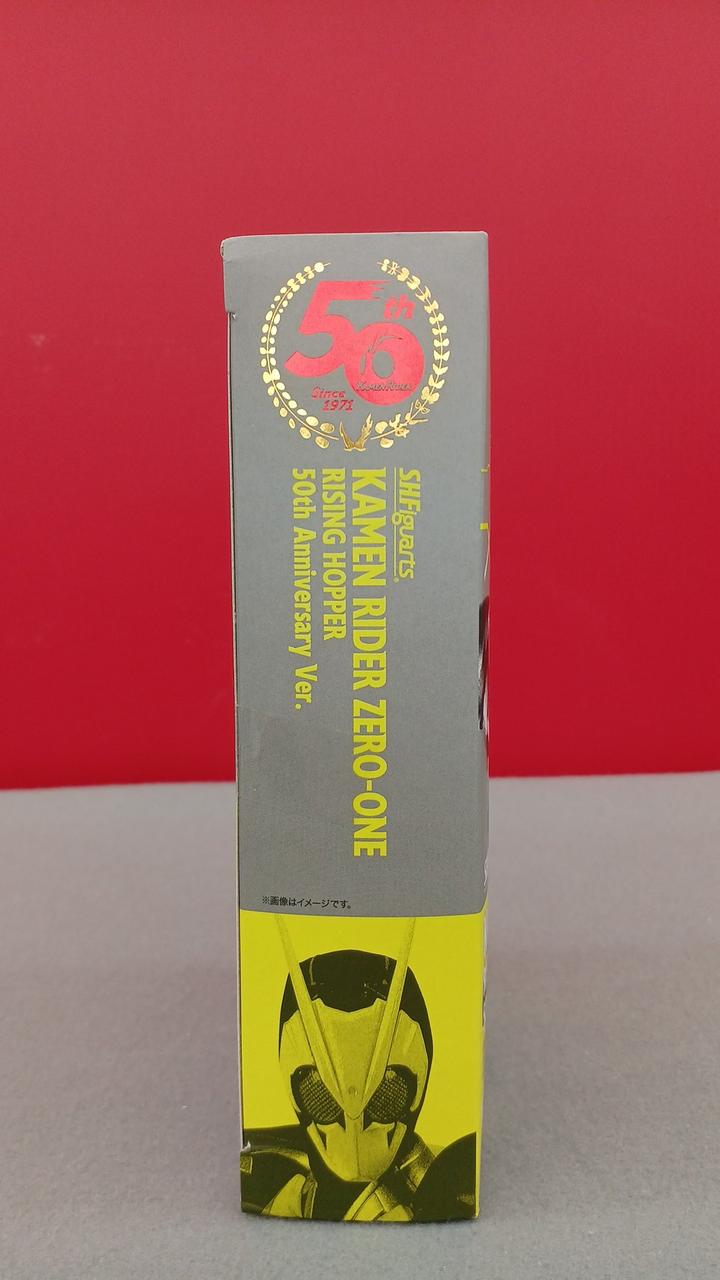 50th
KAMEN RIDER
Since
1971
S.H.Figuarts
KAMEN RIDER ZERO-ONE
RISING HOPPER
50th Anniversary Ver.
※画像はイメージです。